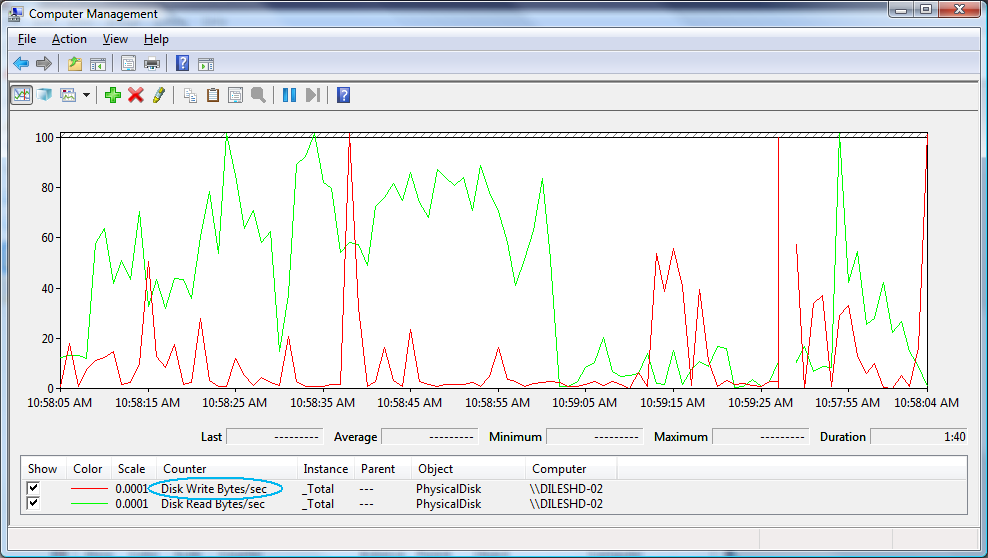 Computer Management
File Action View Help
100
80
60
40
20
0
10:58:05 AM 10:58:15 AM 10:58:25 AM 10:58:35 AM 10:58:45 AM 10:58:55 AM 10:59:05 AM 10:59:15 AM 10:59:25 AM 10:57:55 AM 10:58:04 AM
Last --------- Average --------- Minimum --------- Maximum --------- Duration 1:40
Show Color Scale Counter Instance Parent Object Computer
0.0001 Disk Write Bytes/sec _Total --- PhysicalDisk \\DILESHD-02
0.0001 Disk Read Bytes/sec _Total --- PhysicalDisk \\DILESHD-02